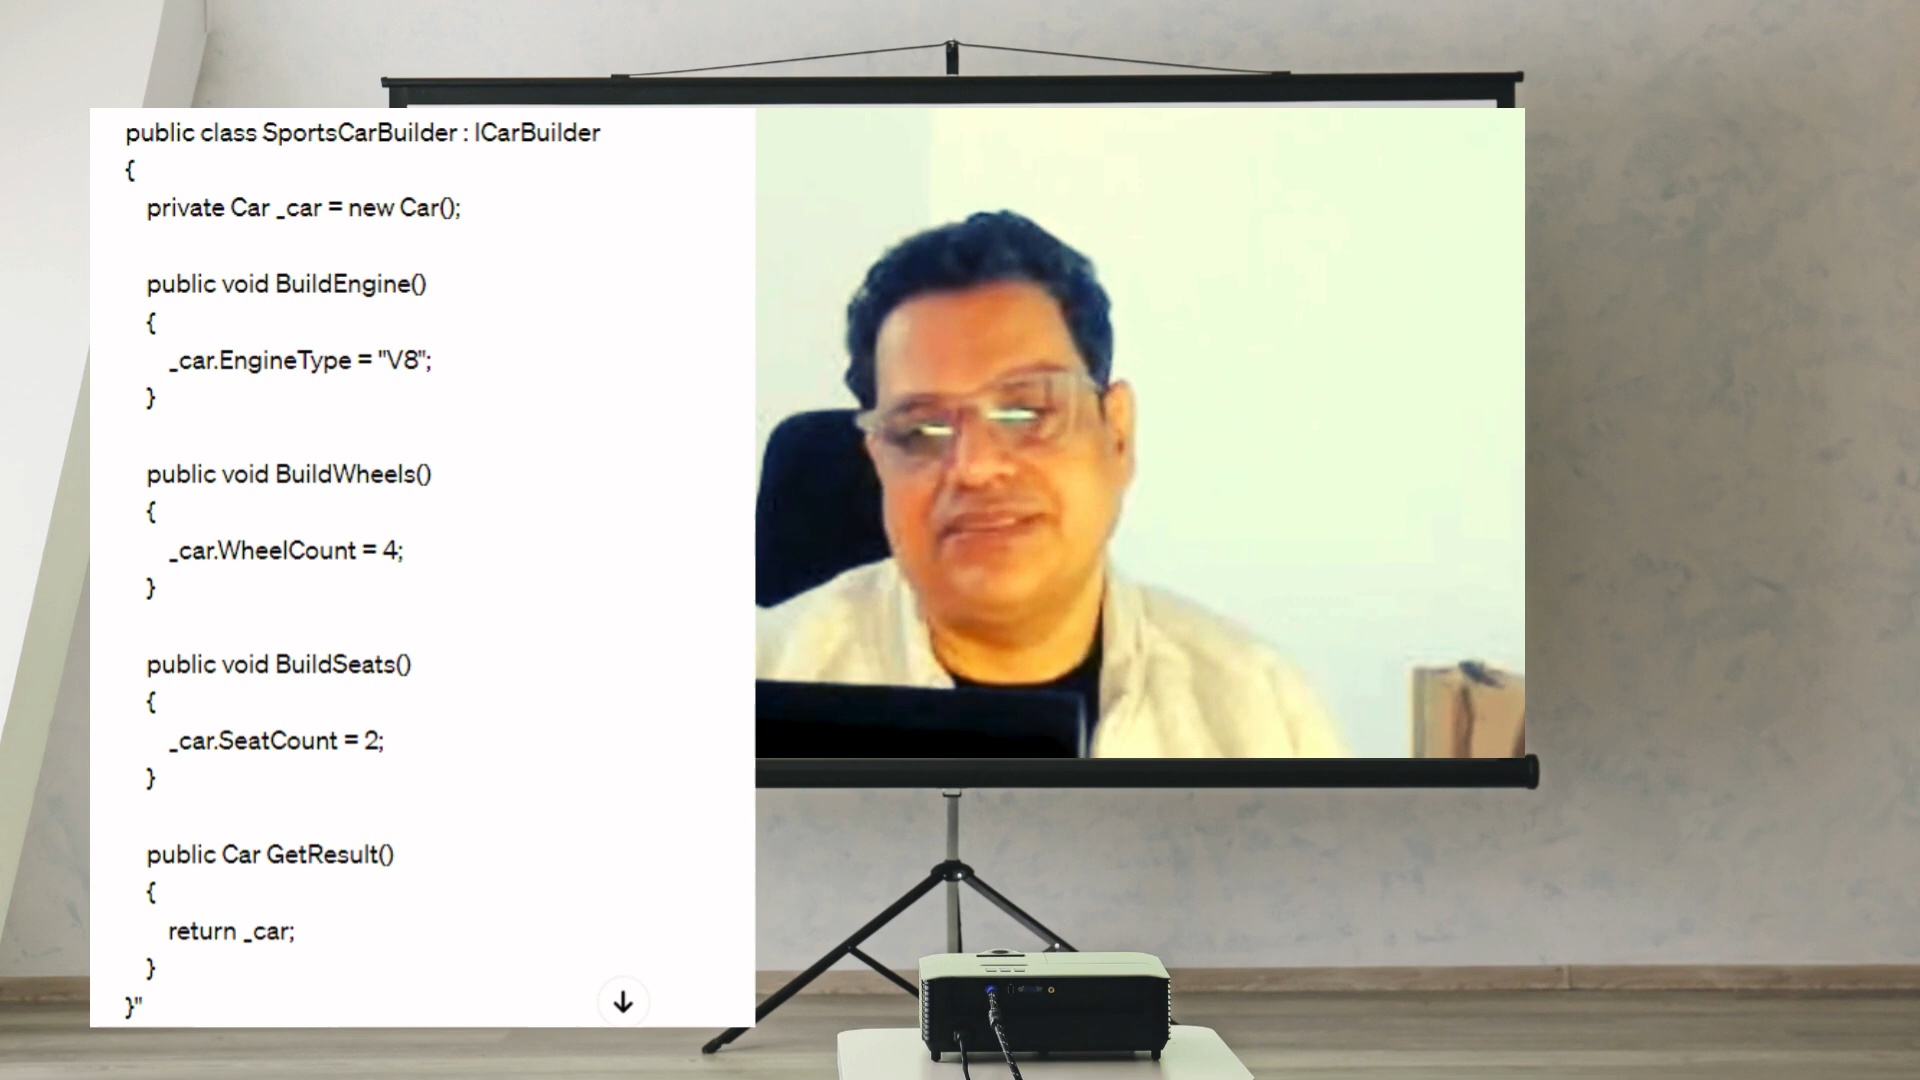 public class SportsCarBuilder : ICarBuilder
{
private Car _car = new Car();
public void BuildEngine()
{
_car.EngineType = "V8";
}
public void BuildWheels()
{
_car.WheelCount = 4;
}
public void BuildSeats()
{
_car.SeatCount = 2;
}
public Car GetResult()
{
return _car;
}
}"